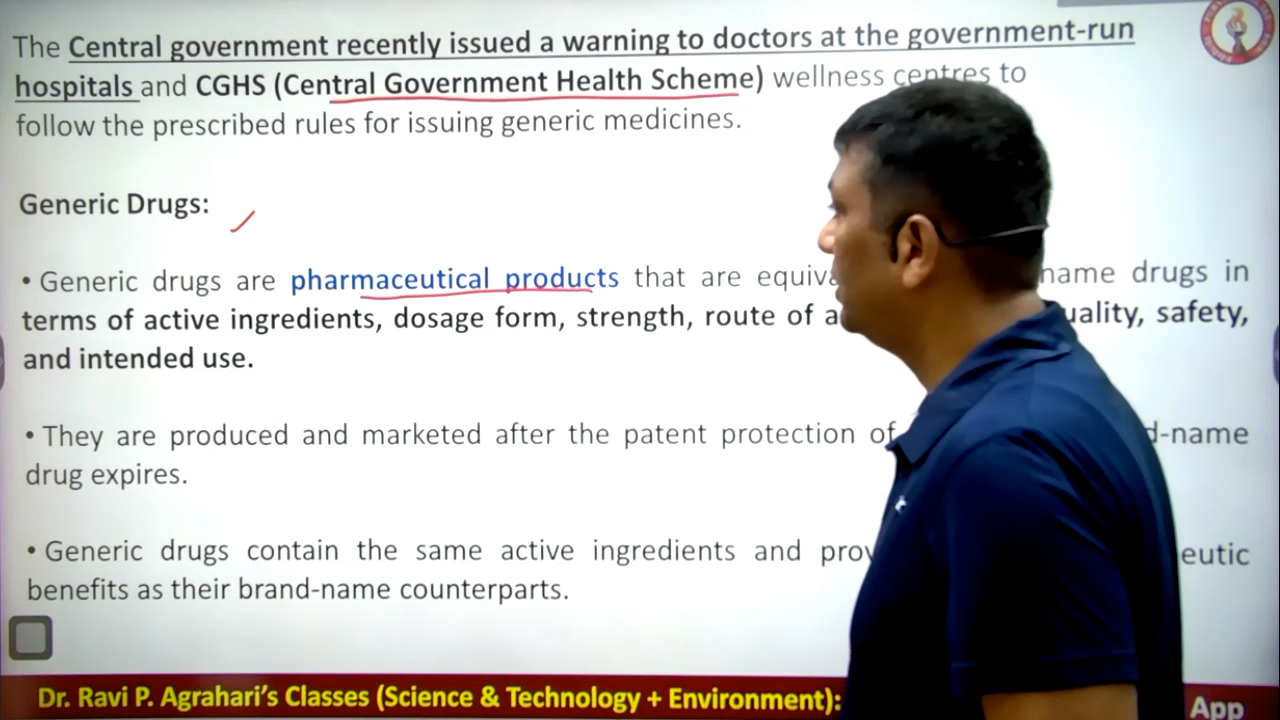 The Central government recently issued a warning to doctors at the government-run
hospitals and CGHS (Central Government Health Scheme) wellness centres to
follow the prescribed rules for issuing generic medicines.
Generic Drugs:
• Generic drugs are pharmaceutical products that are name drugs in
terms of active ingredients, dosage form, strength, route of safety,
and intended use.
• They are produced and marketed after the patent protection of -name
drug expires.
• Generic drugs contain the same active ingredients and
benefits as their brand-name counterparts.
Dr. Ravi P. Agrahari's Classes (Science & Technology + Environment):
App